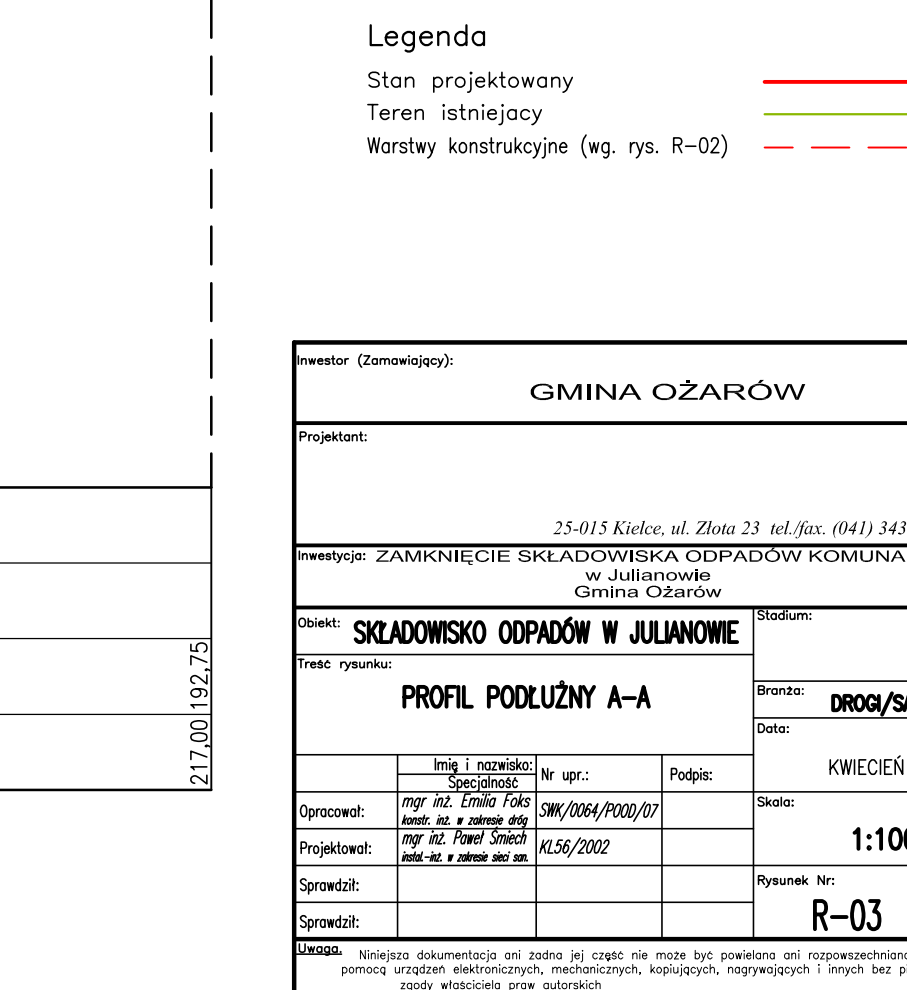 Legenda
Stan projektowany
Teren istniejacy
Warstwy konstrukcyjne (wg. rys. R-02)
192,75
217,00
Inwestor (Zamawiający):
GMINA OŻARÓW
Projektant:
25-015 Kielce, ul. Złota 23 tel./fax. (041) 343
Inwestycja: ZAMKNIĘCIE SKŁADOWISKA ODPADÓW KOMUNA
w Julianowie
Gmina Ożarów
Obiekt: SKŁADOWISKO ODPADÓW W JULIANOWIE
Stadium:
Treść rysunku:
PROFIL PODŁUŻNY A-A
Branża: DROGI/SA
Data:
KWIECIEŃ
Imię i nazwisko:
Specjalność
Nr upr.:
Podpis:
Opracował:
mgr inż. Emilia Foks
konstr. inż. w zakresie dróg
SWK/0064/POOD/07
Skala:
1:100
Projektował:
mgr inż. Paweł Śmiech
instal.-inż. w zakresie sieci san.
KL56/2002
Sprawdził:
Rysunek Nr:
R-03
Sprawdził:
Uwaga. Niniejsza dokumentacja ani żadna jej część nie może być powielana ani rozpowszechniana
pomocą urządzeń elektronicznych, mechanicznych, kopiujących, nagrywających i innych bez pi
zgody właściciela praw autorskich